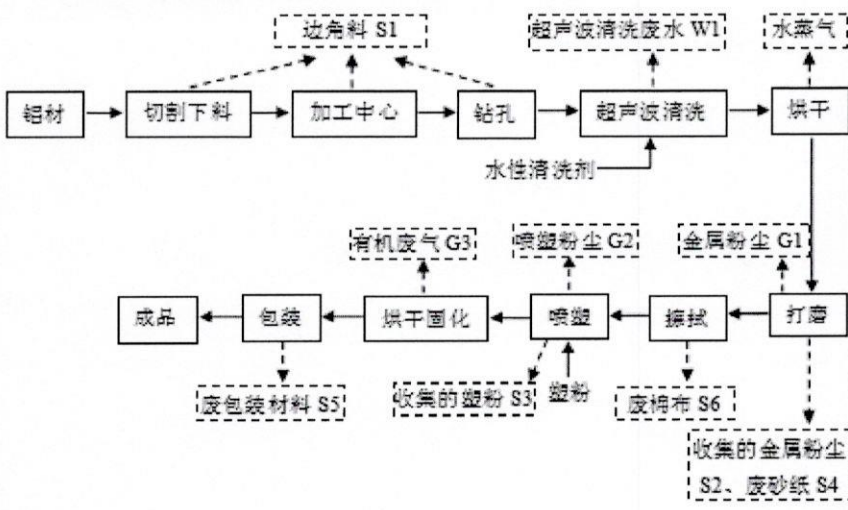 边角料 S1
超声波清洗废水 W1
水蒸气
铝材
切割下料
加工中心
钻孔
超声波清洗
烘干
水性清洗剂
有机废气 G3
喷塑粉尘 G2
金属粉尘 G1
成品
包装
烘干固化
喷塑
擦拭
打磨
废包装材料 S5
收集的塑粉 S3
塑粉
废棉布 S6
收集的金属粉尘
S2、废砂纸 S4